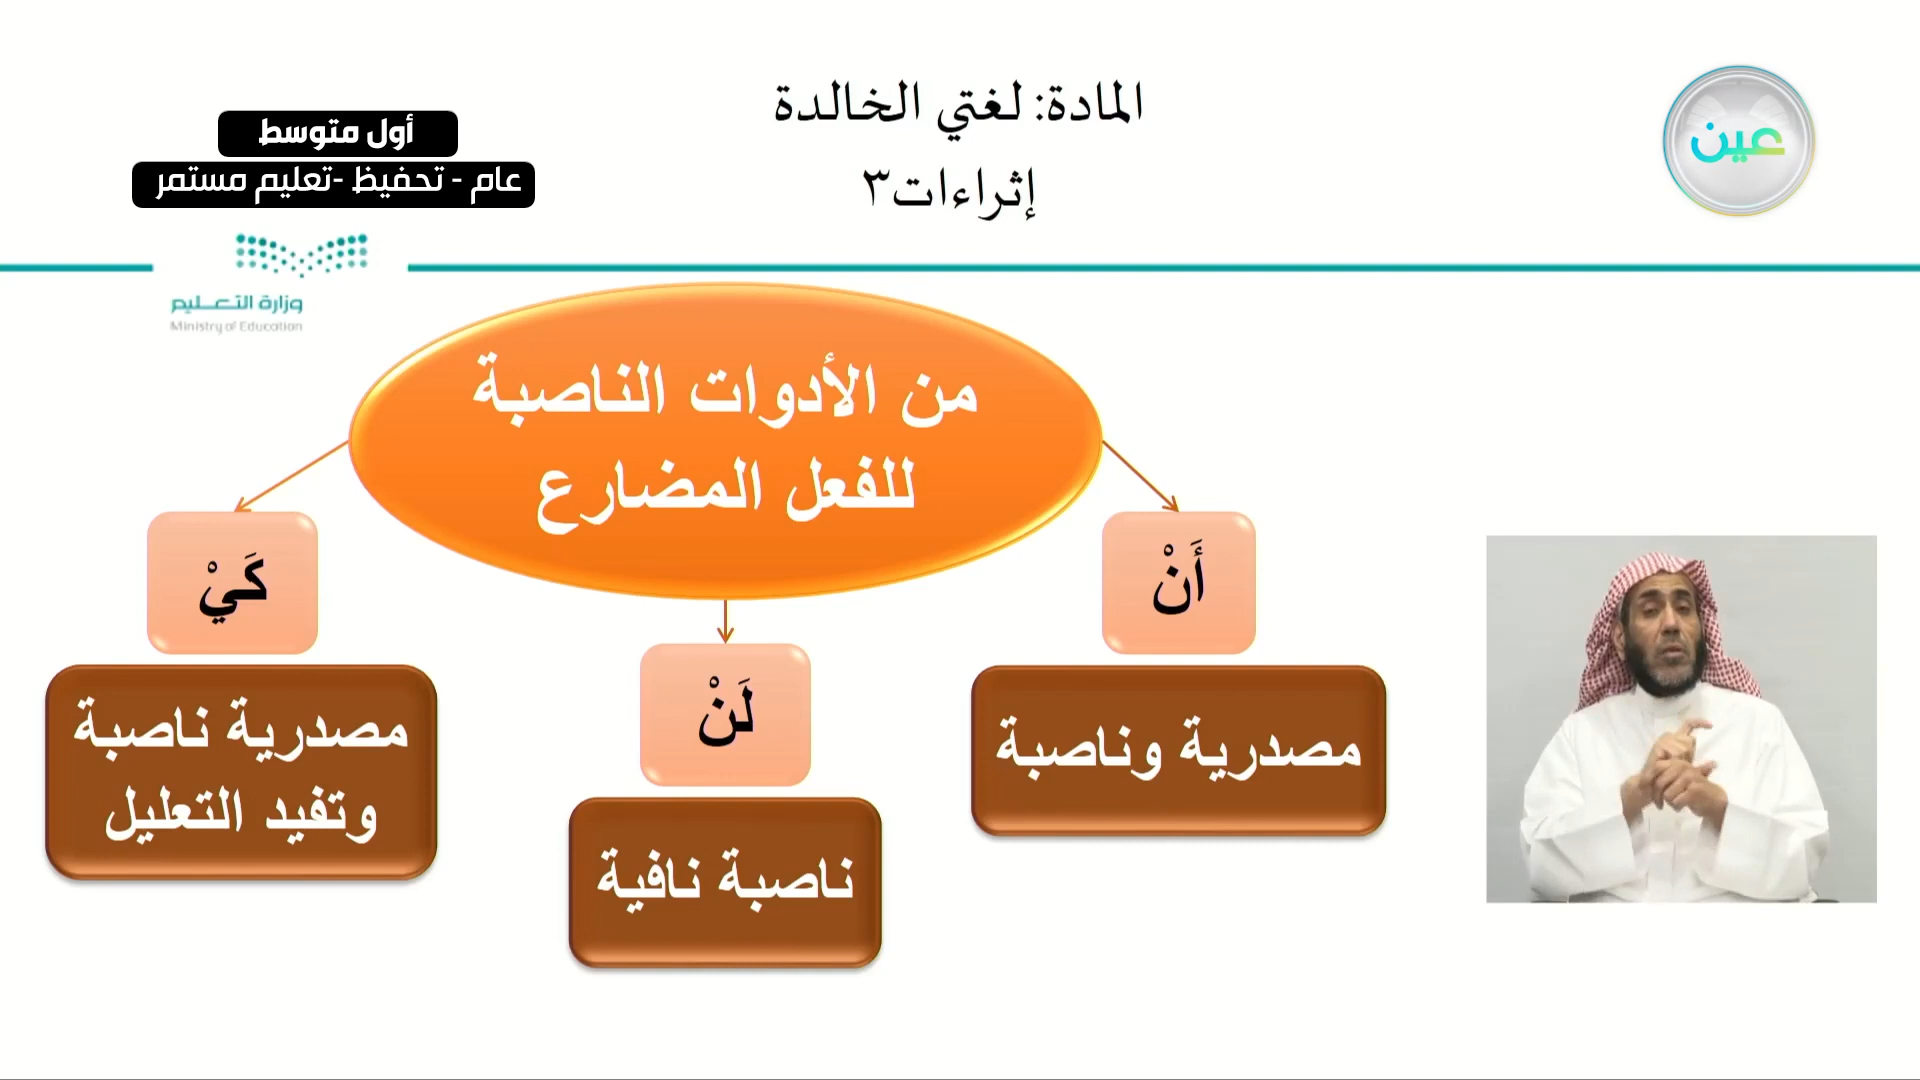 المادة: لغتي الخالدة
إثراءات٣
عين
أول متوسط
عام - تحفيظ -تعليم مستمر
وزارة التعليم
Ministry of Education
من الأدوات الناصبة
للفعل المضارع
أَنْ
مصدرية وناصبة
لَنْ
ناصبة نافية
كَيْ
مصدرية ناصبة
وتفيد التعليل